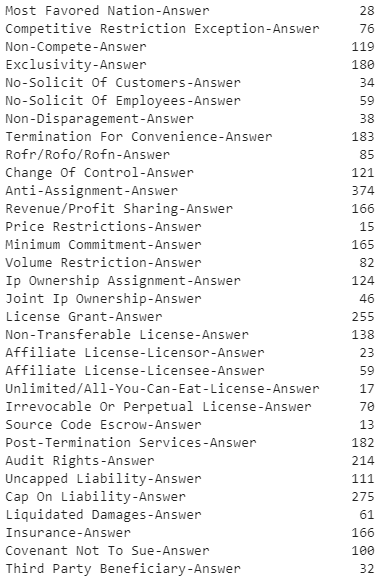 Most Favored Nation-Answer 28
Competitive Restriction Exception-Answer 76
Non-Compete-Answer 119
Exclusivity-Answer 180
No-Solicit Of Customers-Answer 34
No-Solicit Of Employees-Answer 59
Non-Disparagement-Answer 38
Termination For Convenience-Answer 183
Rofr/Rofo/Rofn-Answer 85
Change Of Control-Answer 121
Anti-Assignment-Answer 374
Revenue/Profit Sharing-Answer 166
Price Restrictions-Answer 15
Minimum Commitment-Answer 165
Volume Restriction-Answer 82
Ip Ownership Assignment-Answer 124
Joint Ip Ownership-Answer 46
License Grant-Answer 255
Non-Transferable License-Answer 138
Affiliate License-Licensor-Answer 23
Affiliate License-Licensee-Answer 59
Unlimited/All-You-Can-Eat-License-Answer 17
Irrevocable Or Perpetual License-Answer 70
Source Code Escrow-Answer 13
Post-Termination Services-Answer 182
Audit Rights-Answer 214
Uncapped Liability-Answer 111
Cap On Liability-Answer 275
Liquidated Damages-Answer 61
Insurance-Answer 166
Covenant Not To Sue-Answer 100
Third Party Beneficiary-Answer 32